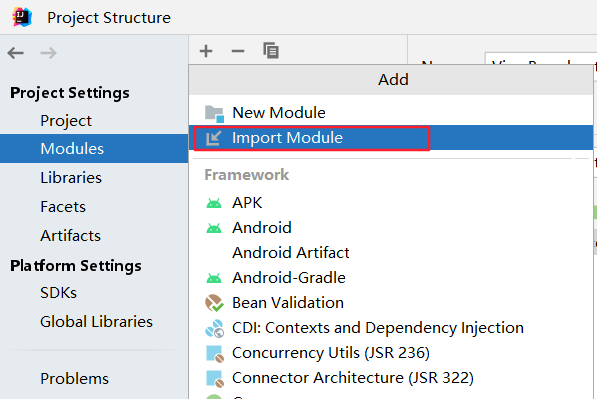 Project Structure
Project Settings
Project
Modules
Libraries
Facets
Artifacts
Platform Settings
SDKs
Global Libraries
Problems
Add
New Module
Import Module
Framework
APK
Android
Android Artifact
Android-Gradle
Bean Validation
CDI: Contexts and Dependency Injection
Concurrency Utils (JSR 236)
Connector Architecture (JSR 322)